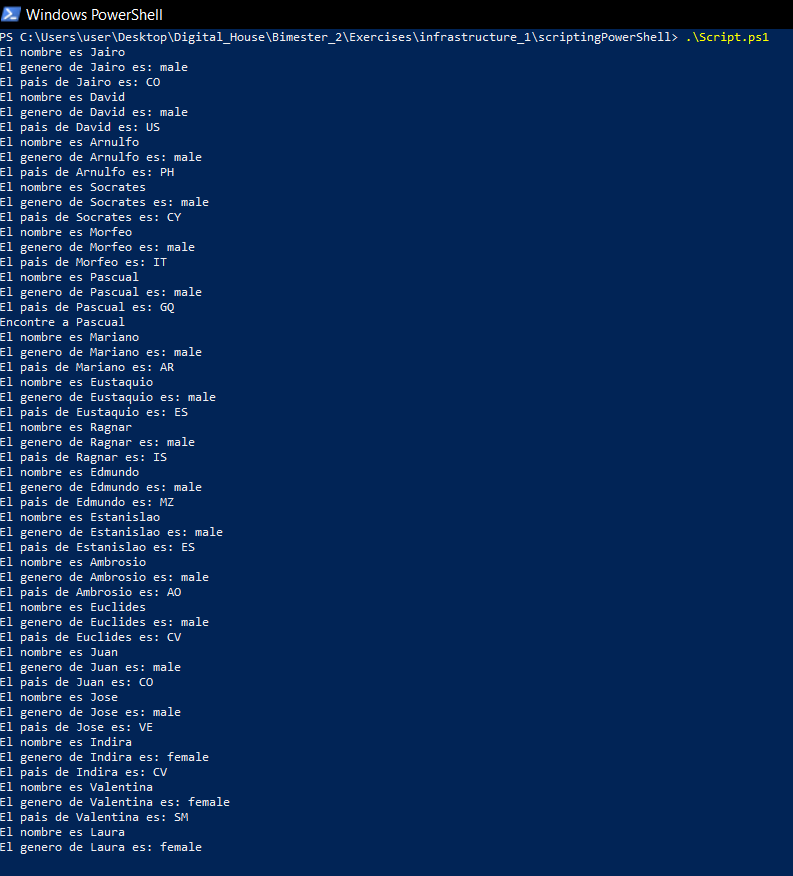 Windows PowerShell
PS C:\Users\user\Desktop\Digital_House\Bimester_2\Exercises\infrastructure_1\scriptingPowerShell> .\Script.ps1
El nombre es Jairo
El genero de Jairo es: male
El pais de Jairo es: CO
El nombre es David
El genero de David es: male
El pais de David es: US
El nombre es Arnulfo
El genero de Arnulfo es: male
El pais de Arnulfo es: PH
El nombre es Socrates
El genero de Socrates es: male
El pais de Socrates es: CY
El nombre es Morfeo
El genero de Morfeo es: male
El pais de Morfeo es: IT
El nombre es Pascual
El genero de Pascual es: male
El pais de Pascual es: GQ
Encontre a Pascual
El nombre es Mariano
El genero de Mariano es: male
El pais de Mariano es: AR
El nombre es Eustaquio
El genero de Eustaquio es: male
El pais de Eustaquio es: ES
El nombre es Ragnar
El genero de Ragnar es: male
El pais de Ragnar es: IS
El nombre es Edmundo
El genero de Edmundo es: male
El pais de Edmundo es: MZ
El nombre es Estanislao
El genero de Estanislao es: male
El pais de Estanislao es: ES
El nombre es Ambrosio
El genero de Ambrosio es: male
El pais de Ambrosio es: AO
El nombre es Euclides
El genero de Euclides es: male
El pais de Euclides es: CV
El nombre es Juan
El genero de Juan es: male
El pais de Juan es: CO
El nombre es Jose
El genero de Jose es: male
El pais de Jose es: VE
El nombre es Indira
El genero de Indira es: female
El pais de Indira es: CV
El nombre es Valentina
El genero de Valentina es: female
El pais de Valentina es: SM
El nombre es Laura
El genero de Laura es: female